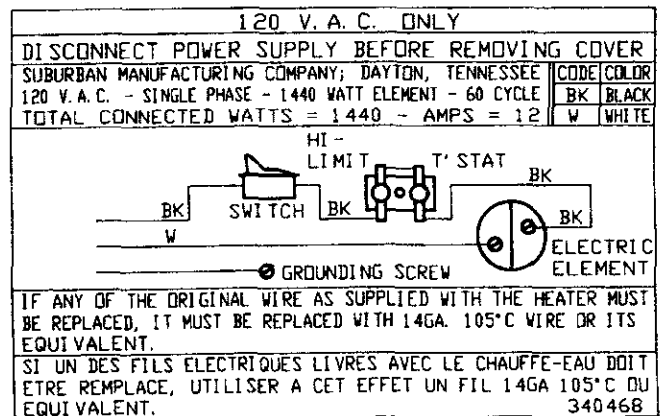 120 V.A.C. ONLY
DISCONNECT POWER SUPPLY BEFORE REMOVING COVER
SUBURBAN MANUFACTURING COMPANY; DAYTON, TENNESSEE
120 V.A.C. - SINGLE PHASE - 1440 WATT ELEMENT - 60 CYCLE
TOTAL CONNECTED WATTS = 1440 - AMPS = 12
CODE COLOR
BK BLACK
W WHITE
HI-
LIMIT T'STAT
BK
BK SWITCH BK BK
W
ELECTRIC
ELEMENT
GROUNDING SCREW
IF ANY OF THE ORIGINAL WIRE AS SUPPLIED WITH THE HEATER MUST
BE REPLACED, IT MUST BE REPLACED WITH 14GA. 105°C WIRE OR ITS
EQUIVALENT.
SI UN DES FILS ELECTRIQUES LIVRES AVEC LE CHAUFFE-EAU DOIT
ETRE REMPLACE, UTILISER A CET EFFET UN FIL 14GA 105°C OU
EQUIVALENT.
340468